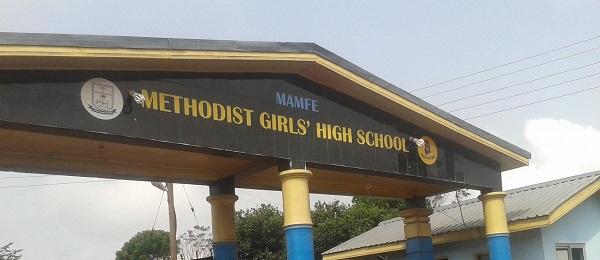 MAMFE
METHODIST GIRLS' HIGH SCHOOL